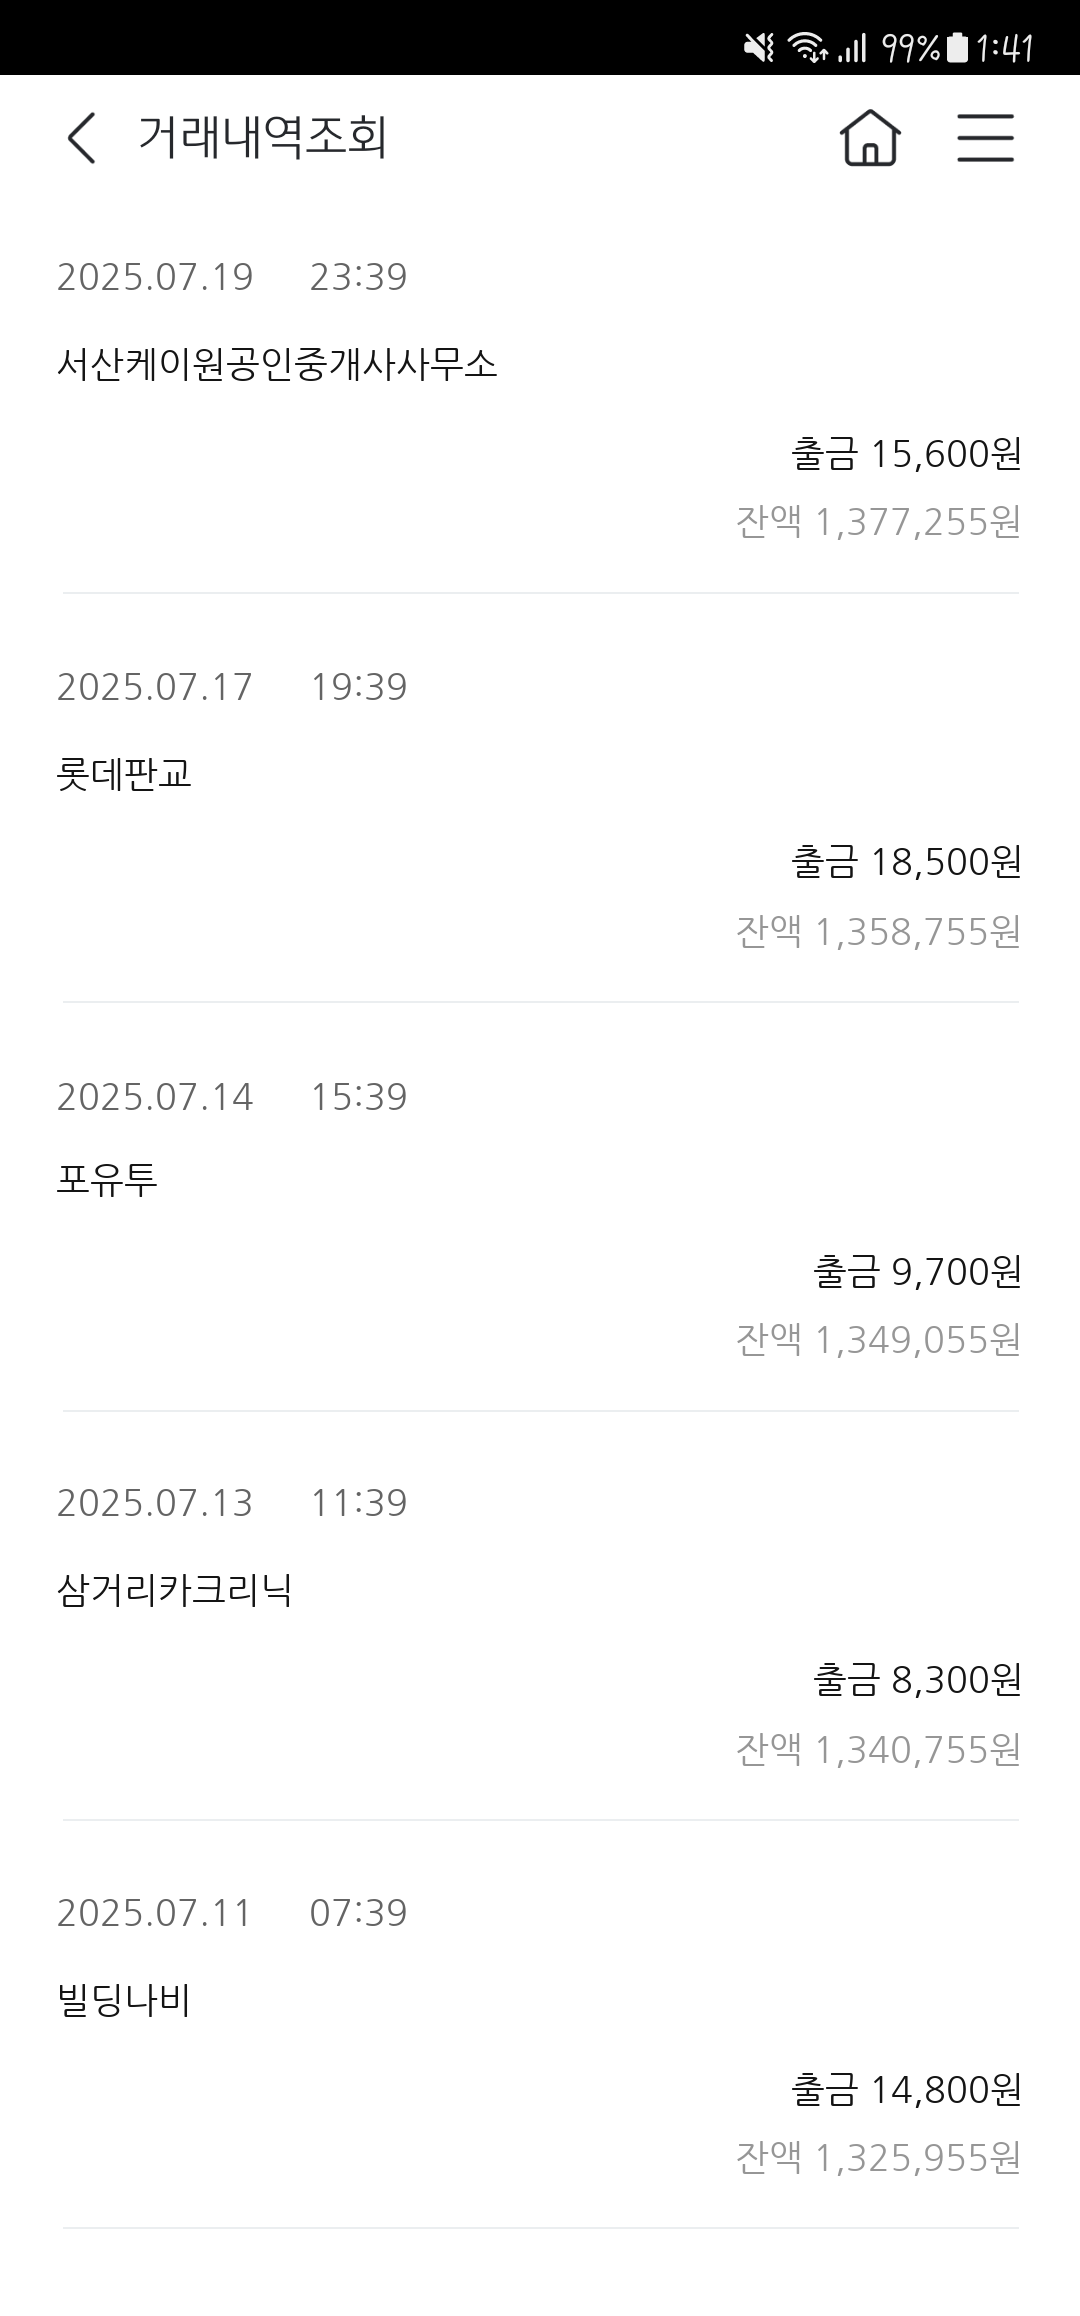 99% 1:41
거래내역조회
2025.07.19 23:39
서산케이원공인중개사사무소
출금 15,600원
잔액 1,377,255원
2025.07.17 19:39
롯데판교
출금 18,500원
잔액 1,358,755원
2025.07.14 15:39
포유투
출금 9,700원
잔액 1,349,055원
2025.07.13 11:39
삼거리카크리닉
출금 8,300원
잔액 1,340,755원
2025.07.11 07:39
빌딩나비
출금 14,800원
잔액 1,325,955원